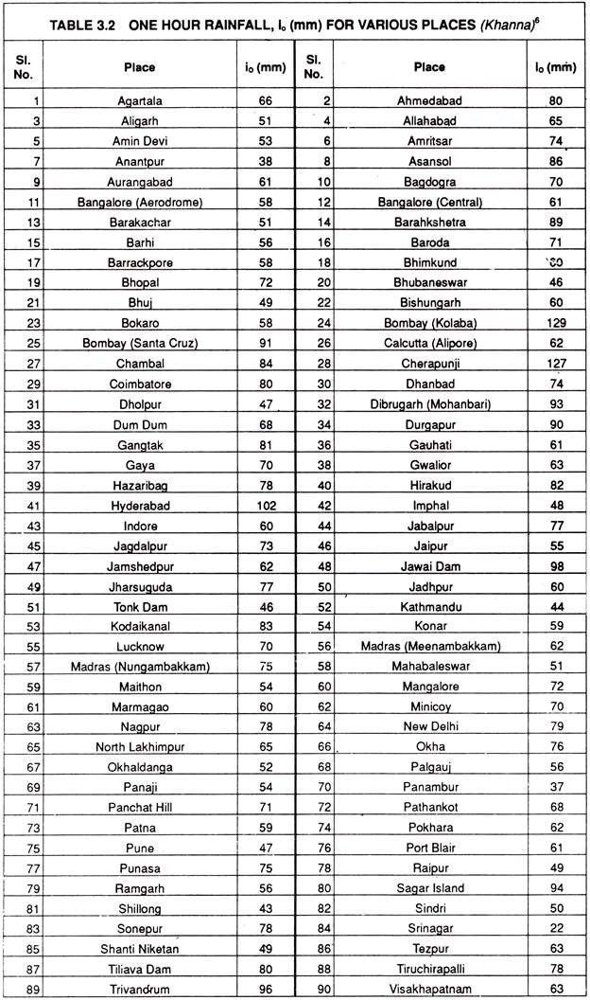 TABLE 3.2 ONE HOUR RAINFALL, Iₒ (mm) FOR VARIOUS PLACES (Khanna)⁶
Sl. No. Place iₒ (mm) Sl. No. Place Iₒ (mm)
1 Agartala 66 2 Ahmedabad 80
3 Aligarh 51 4 Allahabad 65
5 Amin Devi 53 6 Amritsar 74
7 Anantpur 38 8 Asansol 86
9 Aurangabad 61 10 Bagdogra 70
11 Bangalore (Aerodrome) 58 12 Bangalore (Central) 61
13 Barakachar 51 14 Barahkshetra 89
15 Barhi 56 16 Baroda 71
17 Barrackpore 58 18 Bhimkund
19 Bhopal 72 20 Bhubaneswar 46
21 Bhuj 49 22 Bishungarh 60
23 Bokaro 58 24 Bombay (Kolaba) 129
25 Bombay (Santa Cruz) 91 26 Calcutta (Alipore) 62
27 Chambal 84 28 Cherapunji 127
29 Coimbatore 80 30 Dhanbad 74
31 Dholpur 47 32 Dibrugarh (Mohanbari) 93
33 Dum Dum 68 34 Durgapur 90
35 Gangtak 81 36 Gauhati 61
37 Gaya 70 38 Gwalior 63
39 Hazaribag 78 40 Hirakud 82
41 Hyderabad 102 42 Imphal 48
43 Indore 60 44 Jabalpur 77
45 Jagdalpur 73 46 Jaipur 55
47 Jamshedpur 62 48 Jawai Dam 98
49 Jharsuguda 77 50 Jadhpur 60
51 Tonk Dam 46 52 Kathmandu 44
53 Kodaikanal 83 54 Konar 59
55 Lucknow 70 56 Madras (Meenambakkam) 62
57 Madras (Nungambakkam) 75 58 Mahabaleswar 51
59 Maithon 54 60 Mangalore 72
61 Marmagao 60 62 Minicoy 70
63 Nagpur 78 64 New Delhi 79
65 North Lakhimpur 65 66 Okha 76
67 Okhaldanga 52 68 Palgauj 56
69 Panaji 54 70 Panambur 37
71 Panchat Hill 71 72 Pathankot 68
73 Patna 59 74 Pokhara 62
75 Pune 47 76 Port Blair 61
77 Punasa 75 78 Raipur 49
79 Ramgarh 56 80 Sagar Island 94
81 Shillong 43 82 Sindri 50
83 Sonepur 78 84 Srinagar 22
85 Shanti Niketan 49 86 Tezpur 63
87 Tiliava Dam 80 88 Tiruchirapalli 78
89 Trivandrum 96 90 Visakhapatnam 63